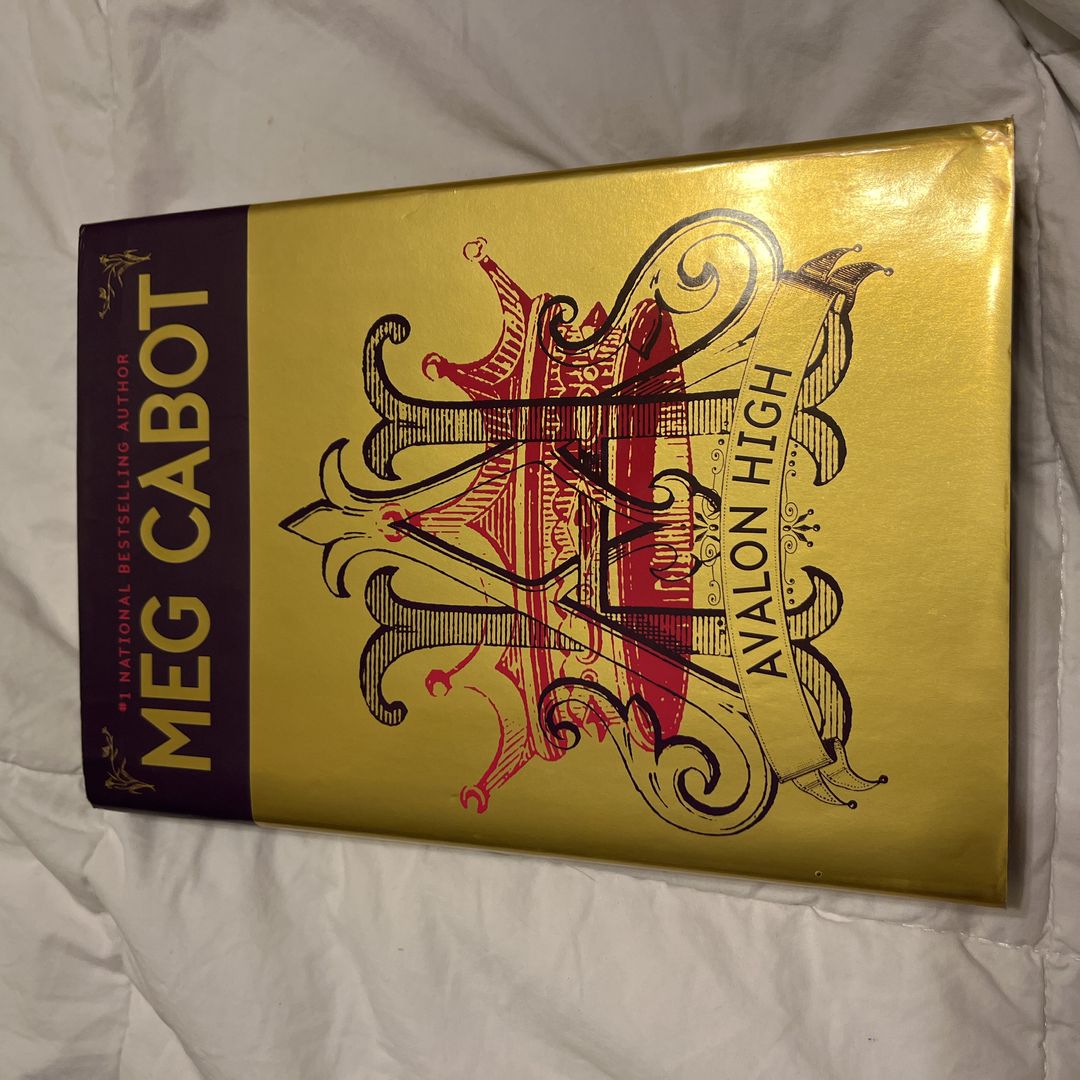 #1 NATIONAL BESTSELLING AUTHOR
MEG CABOT
AVALON HIGH